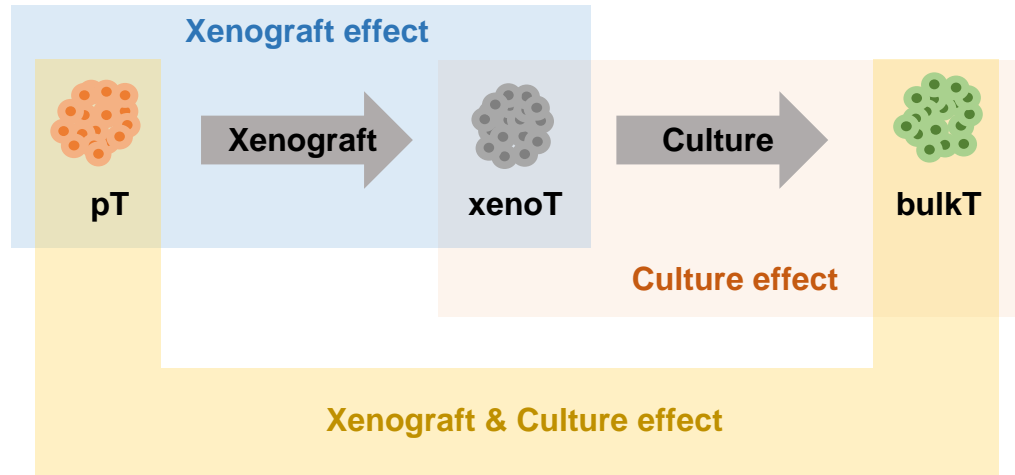 Xenograft effect
Xenograft
Culture
pT
xenoT
bulkT
Culture effect
Xenograft & Culture effect